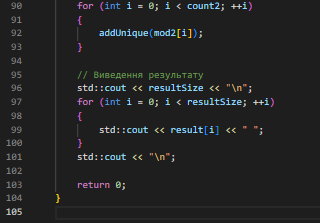 90 for (int i = 0; i < count2; ++i)
91 {
92 addUnique(mod2[i]);
93 }
94
95 // Виведення результату
96 std::cout << resultSize << "\n";
97 for (int i = 0; i < resultSize; ++i)
98 {
99 std::cout << result[i] << " ";
100 }
101 std::cout << "\n";
102
103 return 0;
104 }
105